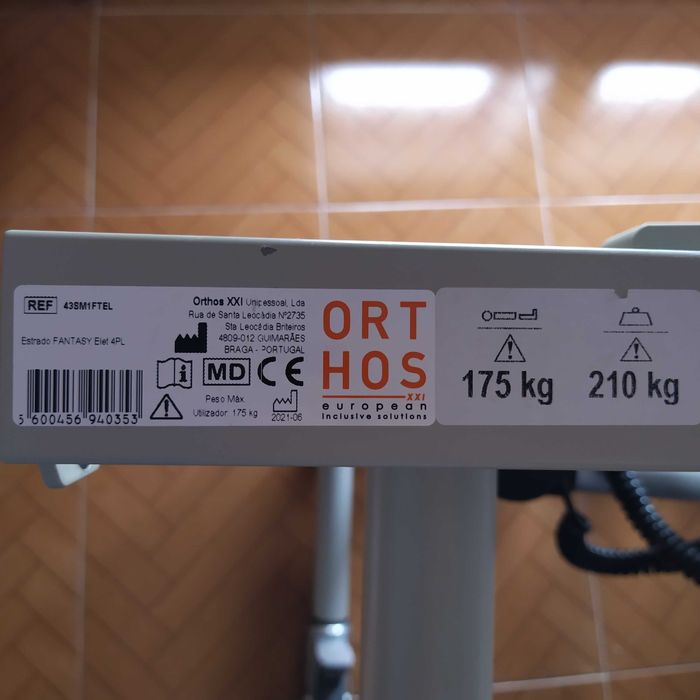 REF 43SM1FTEL
Estrado FANTASY Elet 4PL
5 600456 940353
Orthos XXI Unipessoal, Lda
Rua de Santa Leocádia Nº2735
Sta Leocádia Briteiros
4809-012 GUIMARÃES
BRAGA - PORTUGAL
MD CE
Peso Máx.
Utilizador: 175 kg
2021-06
ORT
HOS
XXI
european
inclusive solutions
175 kg
210 kg